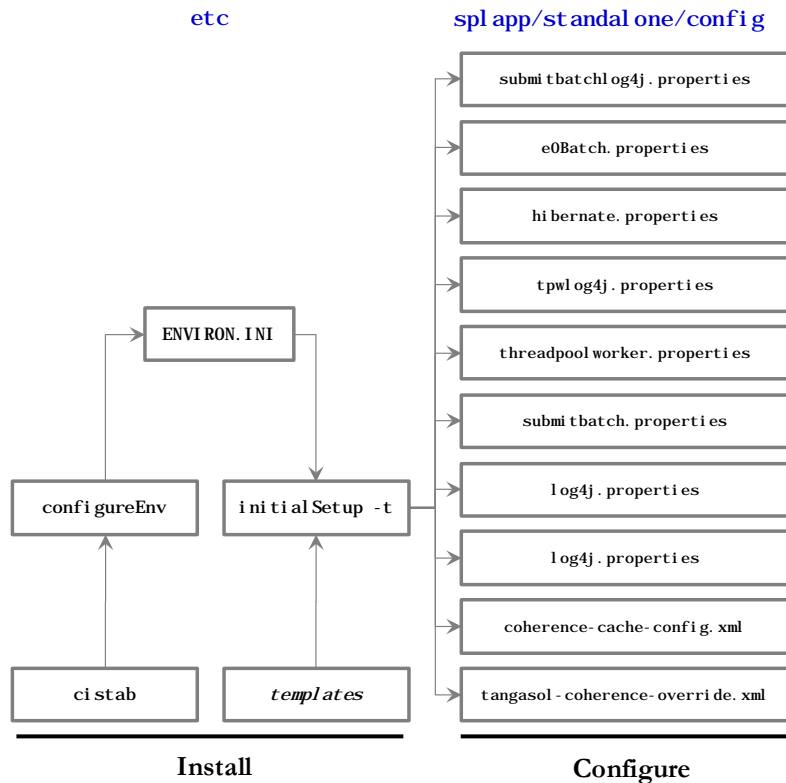 etc
splapp/standalone/config
submitbatchlog4j.properties
e0Batch.properties
hibernate.properties
tpwlog4j.properties
ENVIRON.INI
threadpoolworker.properties
submitbatch.properties
configureEnv
initialSetup -t
log4j.properties
log4j.properties
coherence-cache-config.xml
cistab
templates
tangasol-coherence-override.xml
Install
Configure